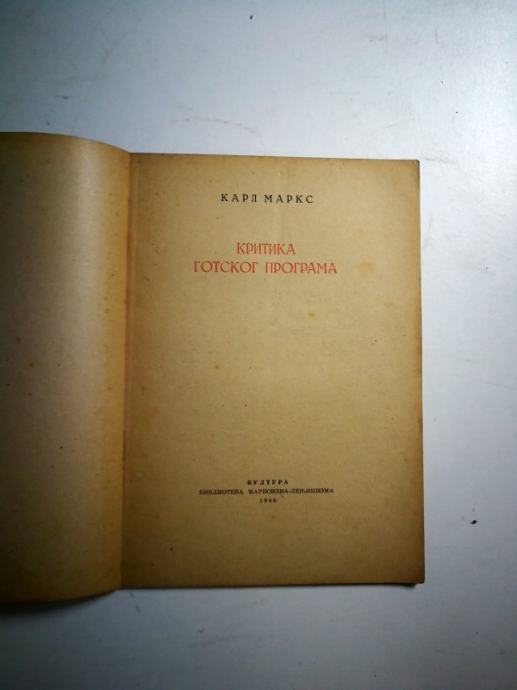 КАРЛ МАРКС
КРИТИКА
ГОТСКОГ ПРОГРАМА
КУЛТУРА
БИБЛИОТЕКА МАРКСИЗМА-ЛЕЊИНИЗМА